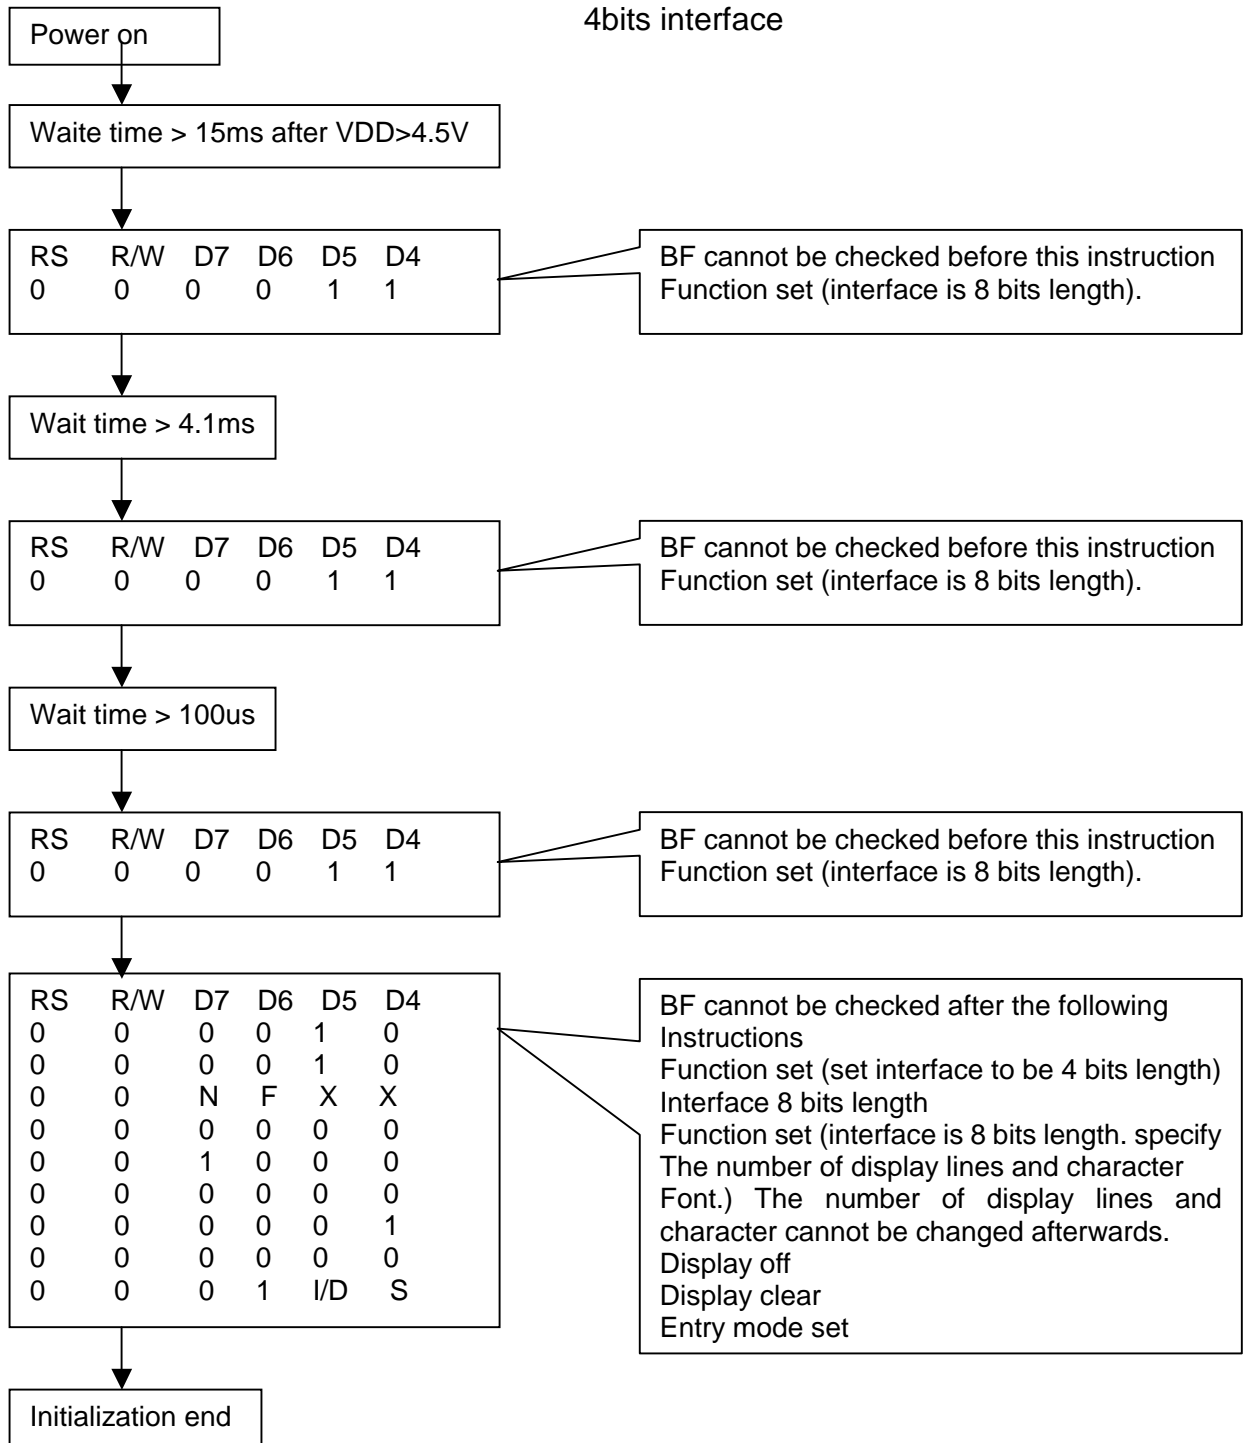 4bits interface
Power on
Waite time > 15ms after VDD>4.5V
RS R/W D7 D6 D5 D4
0 0 0 0 1 1
BF cannot be checked before this instruction
Function set (interface is 8 bits length).
Wait time > 4.1ms
RS R/W D7 D6 D5 D4
0 0 0 0 1 1
BF cannot be checked before this instruction
Function set (interface is 8 bits length).
Wait time > 100us
RS R/W D7 D6 D5 D4
0 0 0 0 1 1
BF cannot be checked before this instruction
Function set (interface is 8 bits length).
RS R/W D7 D6 D5 D4
0 0 0 0 1 0
0 0 0 0 1 0
0 0 N F X X
0 0 0 0 0 0
0 0 1 0 0 0
0 0 0 0 0 0
0 0 0 0 0 1
0 0 0 0 0 0
0 0 0 1 I/D S
BF cannot be checked after the following
Instructions
Function set (set interface to be 4 bits length)
Interface 8 bits length
Function set (interface is 8 bits length. specify
The number of display lines and character
Font.) The number of display lines and
character cannot be changed afterwards.
Display off
Display clear
Entry mode set
Initialization end